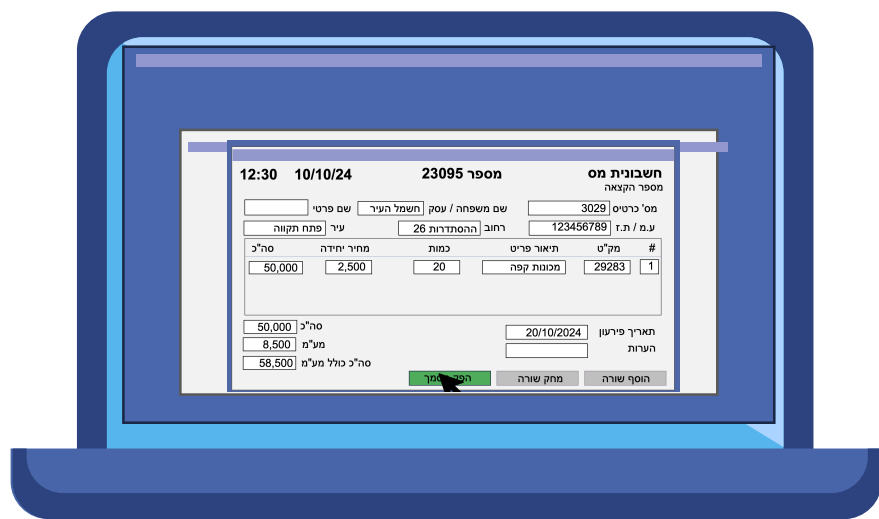 חשבונית מס מספר 23095 10/10/24 12:30
מספר הקצאה
מס' כרטיס 3029 שם משפחה / עסק חשמל העיר שם פרטי
ע.מ / ת.ז 123456789 רחוב ההסתדרות 26 עיר פתח תקווה
# מק"ט תיאור פריט כמות מחיר יחידה סה"כ
1 29283 מכונות קפה 20 2,500 50,000
תאריך פירעון 20/10/2024 סה"כ 50,000
הערות מע"מ 8,500
סה"כ כולל מע"מ 58,500
הוסף שורה מחק שורה